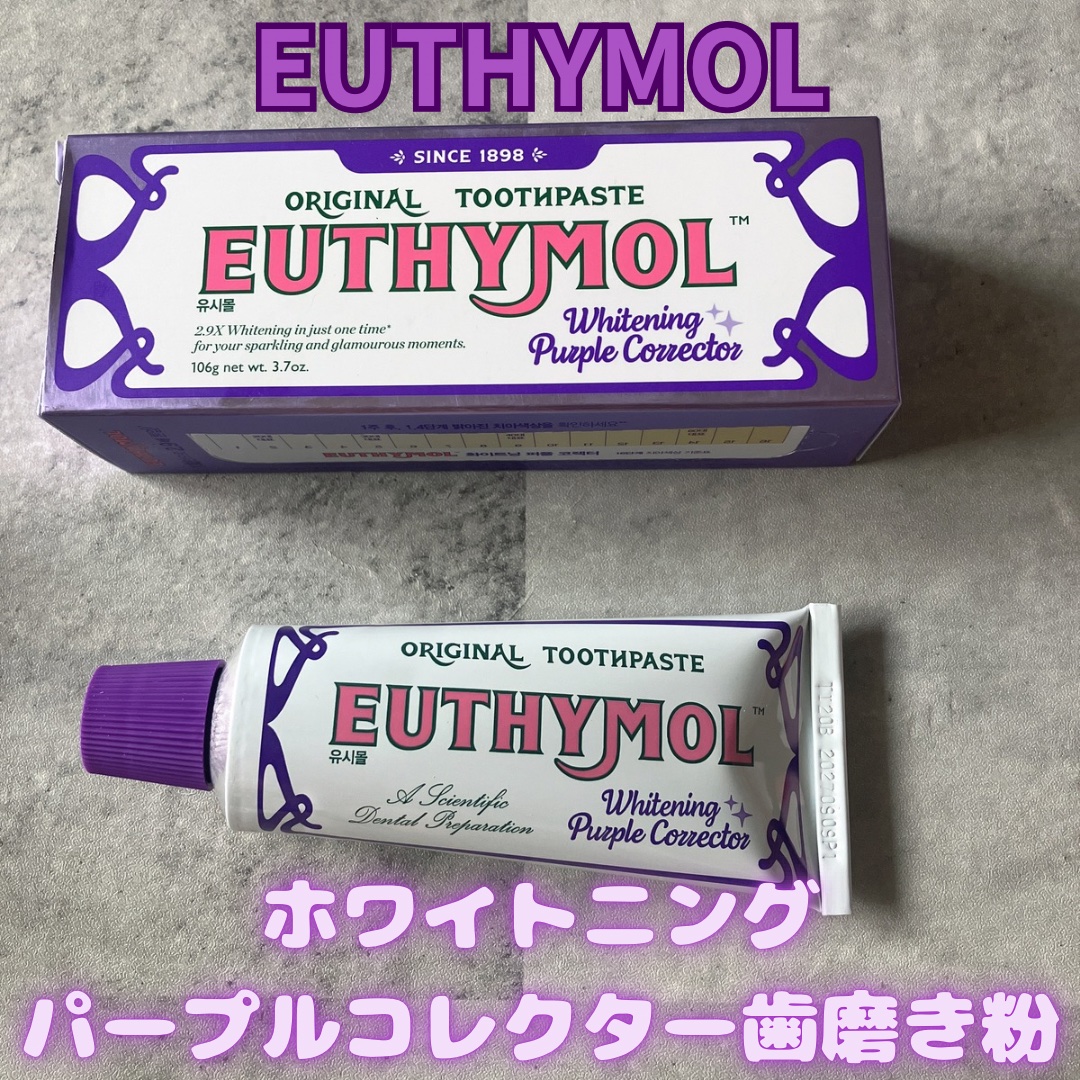 EUTHYMOL
SINCE 1898
ORIGINAL TOOTHPASTE
EUTHYMOL™
유시몰
2.9X Whitening in just one time*
for your sparkling and glamourous moments.
106g net wt. 3.7oz.
Whitening
Purple Corrector
ORIGINAL TOOTHPASTE
EUTHYMOL™
유시몰
A Scientific
Dental Preparation
Whitening
Purple Corrector
ホワイトニング
パープルコレクター歯磨き粉